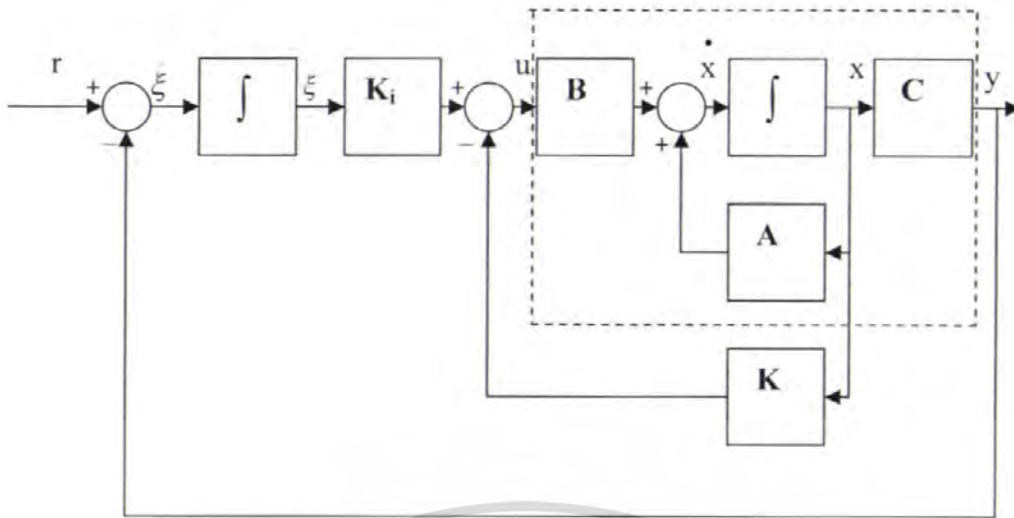 r + ξ ∫ ξ Kᵢ + u B + ẋ ∫ x C y
− − +
A
K